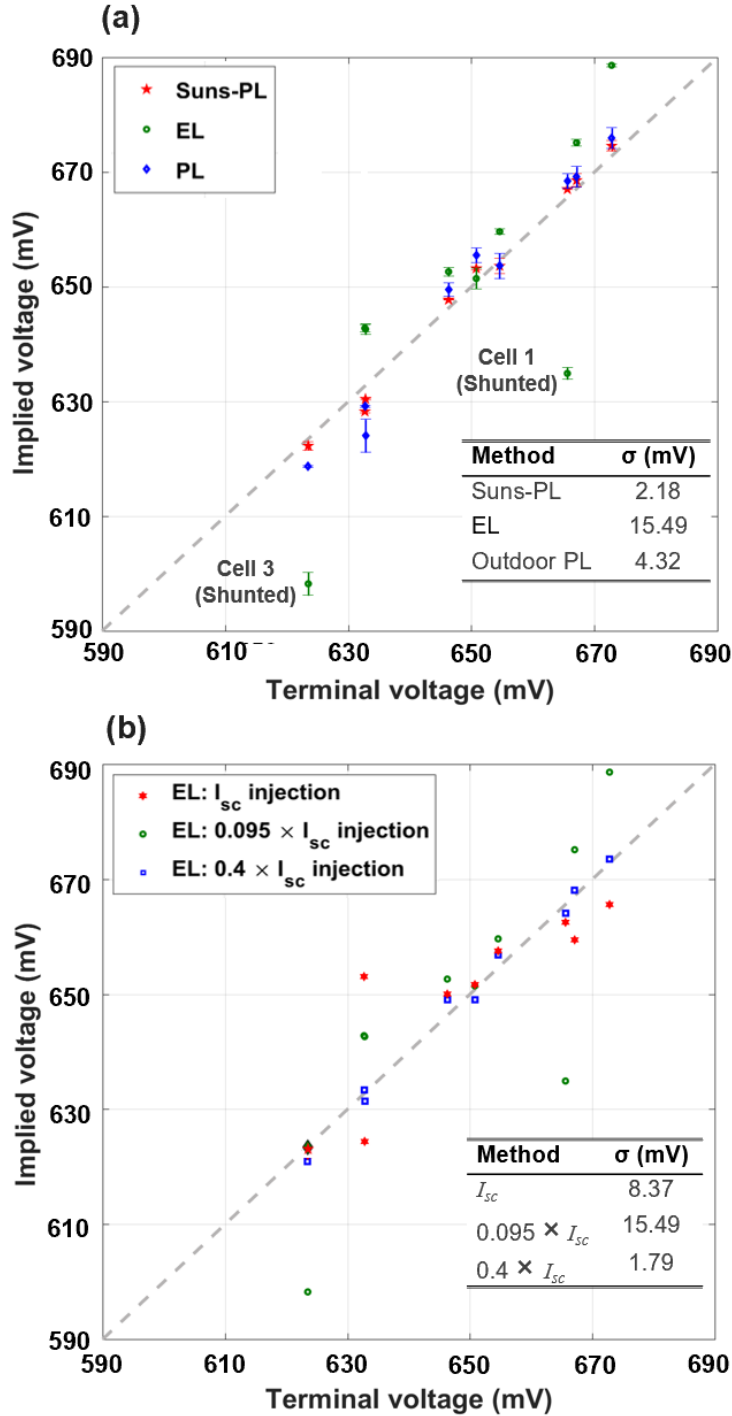 (a)
690
670
650
630
610
590
Implied voltage (mV)
Suns-PL
EL
PL
Cell 1
(Shunted)
Cell 3
(Shunted)
Method σ (mV)
Suns-PL 2.18
EL 15.49
Outdoor PL 4.32
590 610 630 650 670 690
Terminal voltage (mV)
(b)
690
670
650
630
610
590
Implied voltage (mV)
EL: Isc injection
EL: 0.095 × Isc injection
EL: 0.4 × Isc injection
Method σ (mV)
Isc 8.37
0.095 × Isc 15.49
0.4 × Isc 1.79
590 610 630 650 670 690
Terminal voltage (mV)